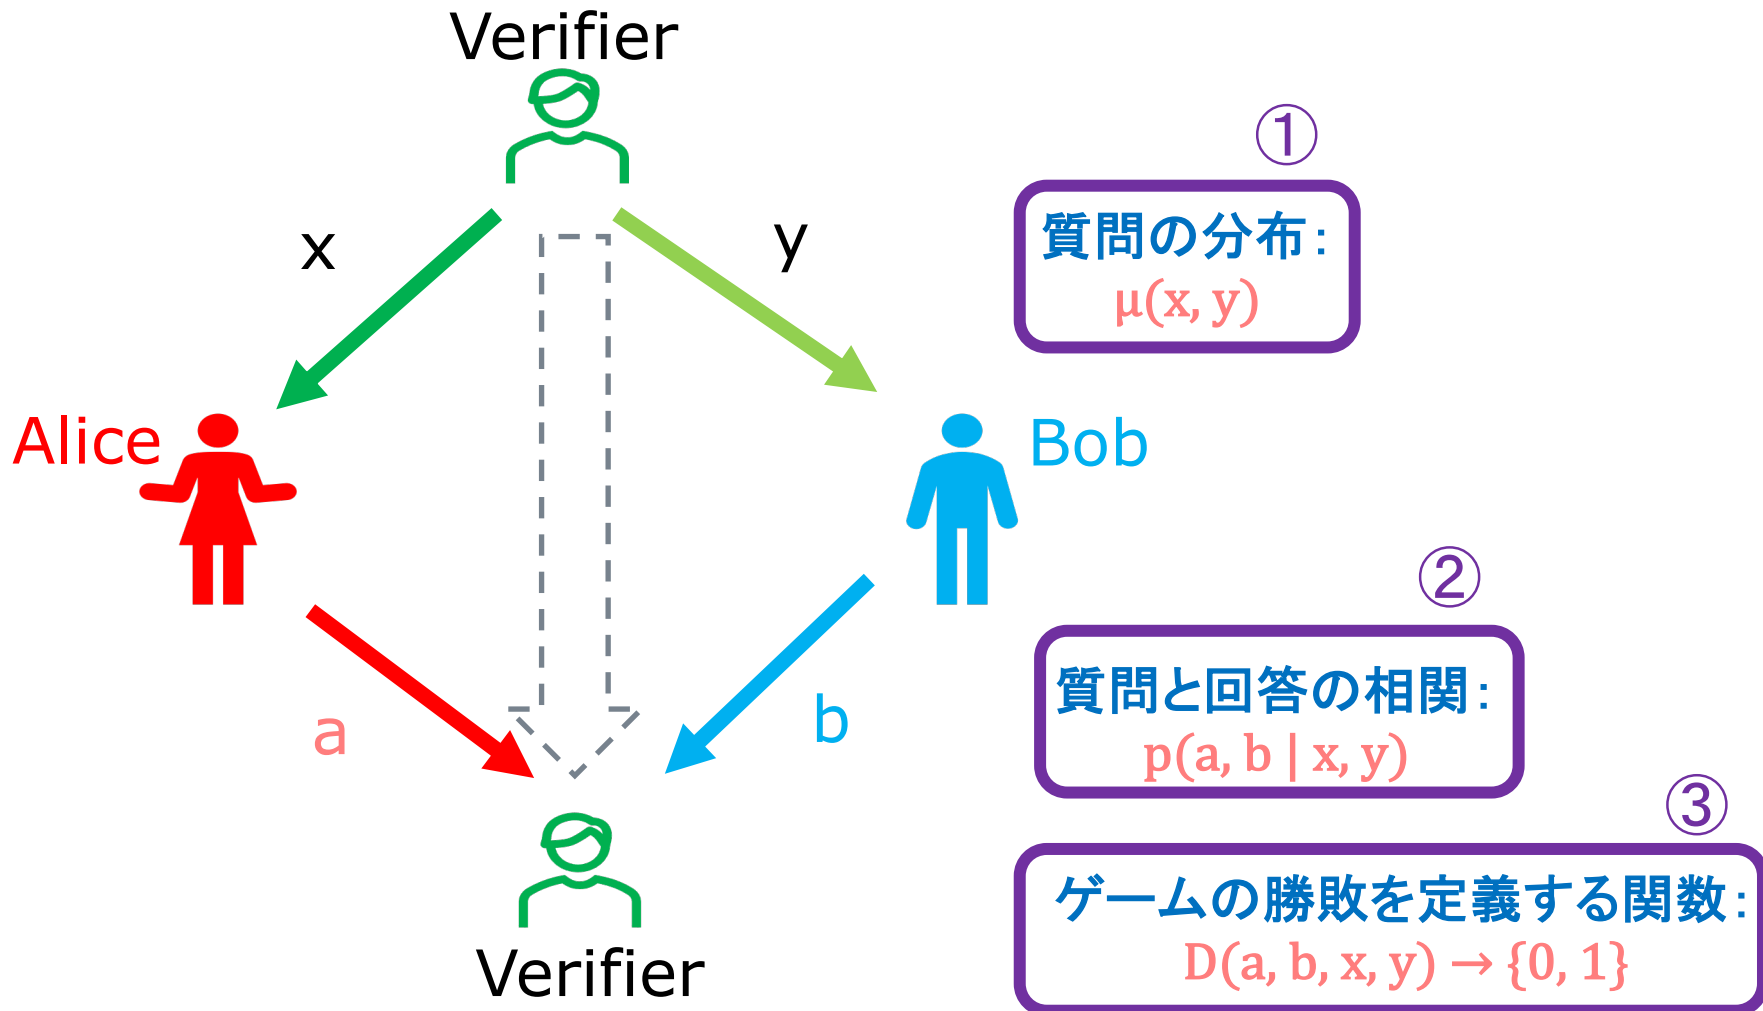 Verifier
x
y
Alice
Bob
a
b
Verifier
①
質問の分布:
μ(x, y)
②
質問と回答の相関:
p(a, b | x, y)
③
ゲームの勝敗を定義する関数:
D(a, b, x, y) → {0, 1}